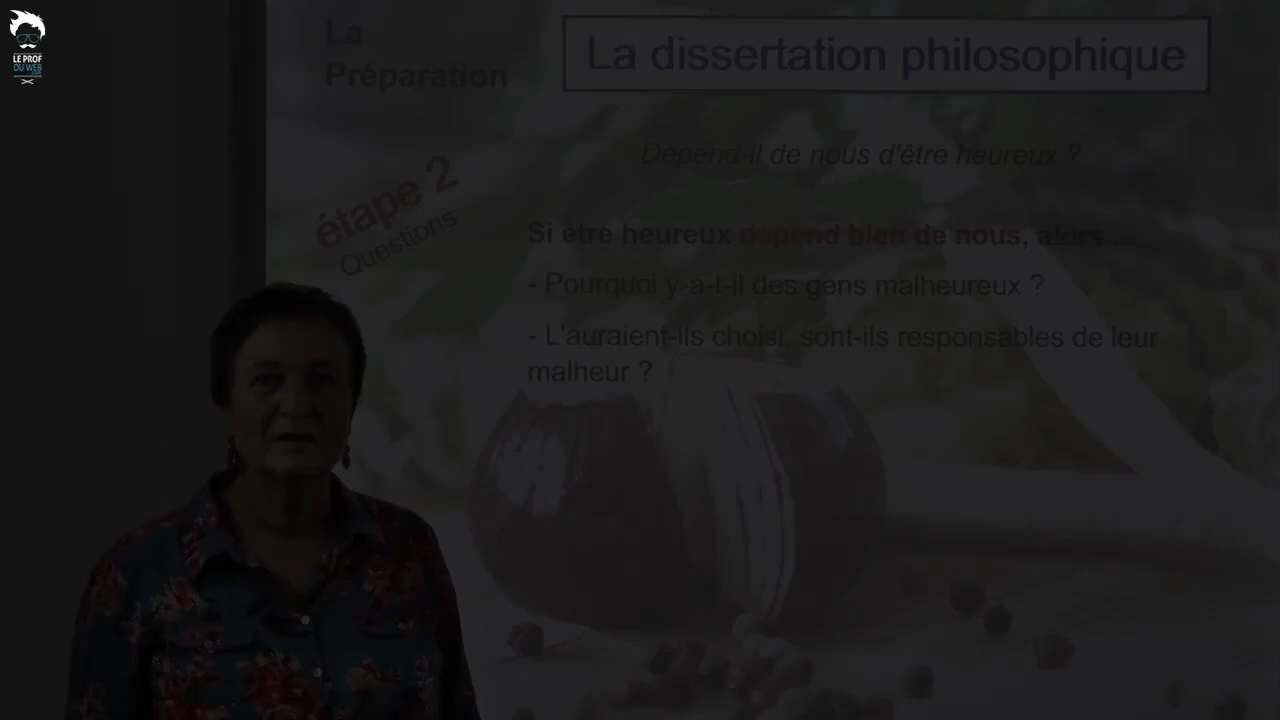 LE PROF
DU WEB
.com
La
Préparation
La dissertation philosophique
Dépend-il de nous d'être heureux ?
étape 2
Questions
Si être heureux dépend bien de nous, alors....
- Pourquoi y-a-t-il des gens malheureux ?
- L'auraient-ils choisi, sont-ils responsables de leur
malheur ?